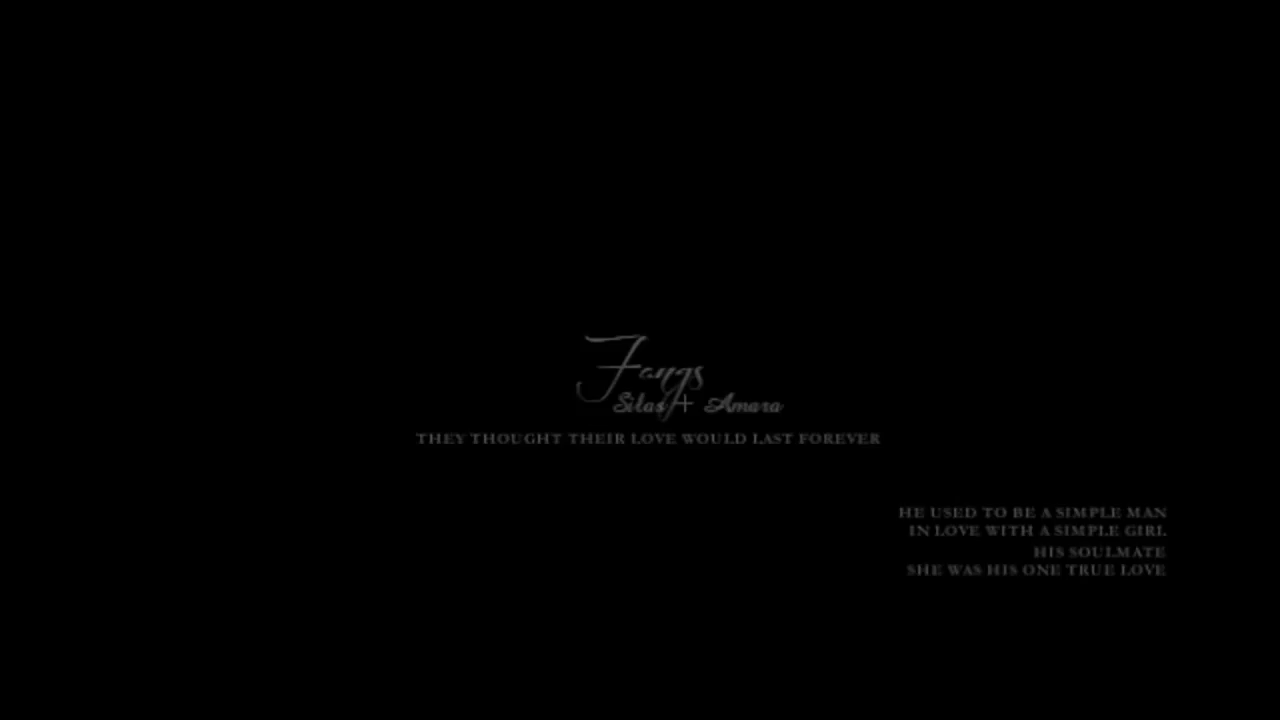 Fangs
Silas + Amara
THEY THOUGHT THEIR LOVE WOULD LAST FOREVER
HE USED TO BE A SIMPLE MAN
IN LOVE WITH A SIMPLE GIRL
HIS SOULMATE
SHE WAS HIS ONE TRUE LOVE